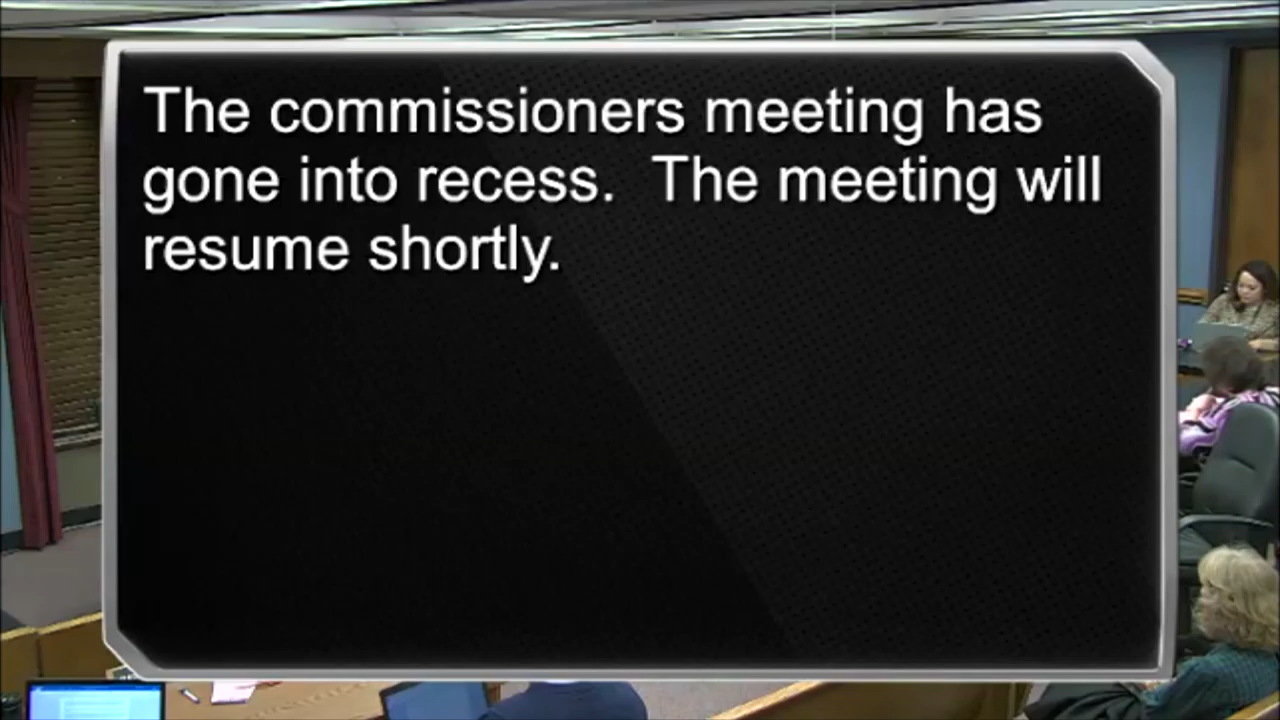 The commissioners meeting has
gone into recess.  The meeting will
resume shortly.